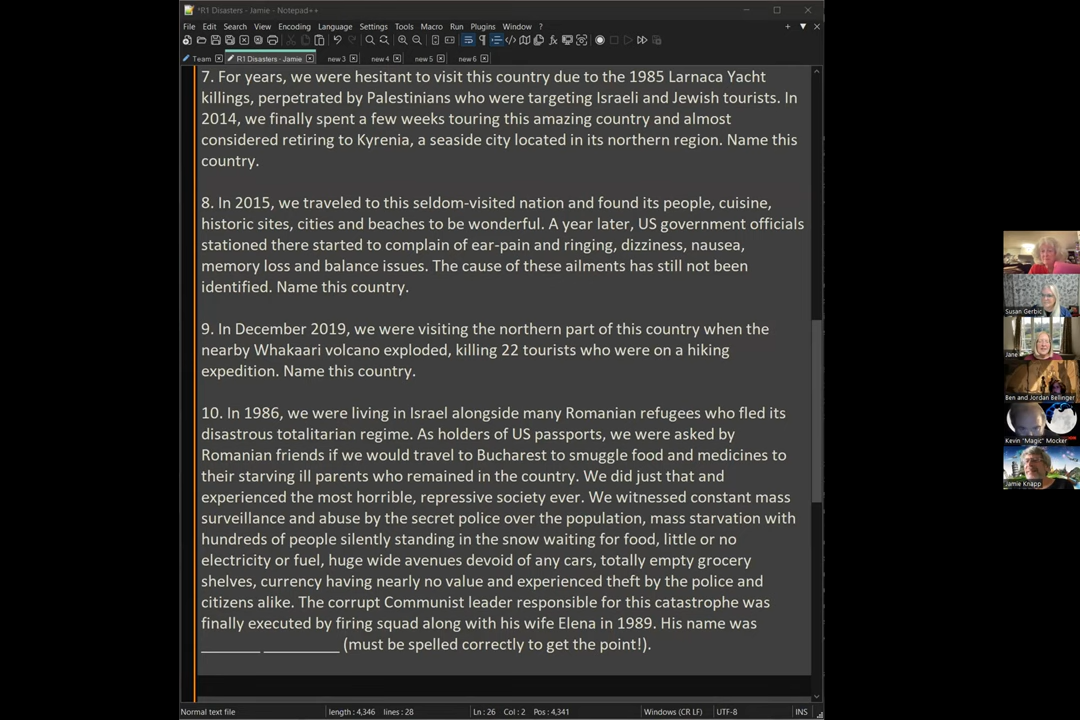 *R1 Disasters - Jamie - Notepad++
File Edit Search View Encoding Language Settings Tools Macro Run Plugins Window ?
Team R1 Disasters - Jamie new 3 new 4 new 5 new 6
7. For years, we were hesitant to visit this country due to the 1985 Larnaca Yacht
killings, perpetrated by Palestinians who were targeting Israeli and Jewish tourists. In
2014, we finally spent a few weeks touring this amazing country and almost
considered retiring to Kyrenia, a seaside city located in its northern region. Name this
country.
8. In 2015, we traveled to this seldom-visited nation and found its people, cuisine,
historic sites, cities and beaches to be wonderful. A year later, US government officials
stationed there started to complain of ear-pain and ringing, dizziness, nausea,
memory loss and balance issues. The cause of these ailments has still not been
identified. Name this country.
9. In December 2019, we were visiting the northern part of this country when the
nearby Whakaari volcano exploded, killing 22 tourists who were on a hiking
expedition. Name this country.
10. In 1986, we were living in Israel alongside many Romanian refugees who fled its
disastrous totalitarian regime. As holders of US passports, we were asked by
Romanian friends if we would travel to Bucharest to smuggle food and medicines to
their starving ill parents who remained in the country. We did just that and
experienced the most horrible, repressive society ever. We witnessed constant mass
surveillance and abuse by the secret police over the population, mass starvation with
hundreds of people silently standing in the snow waiting for food, little or no
electricity or fuel, huge wide avenues devoid of any cars, totally empty grocery
shelves, currency having nearly no value and experienced theft by the police and
citizens alike. The corrupt Communist leader responsible for this catastrophe was
finally executed by firing squad along with his wife Elena in 1989. His name was
_______ _________ (must be spelled correctly to get the point!).
Normal text file length : 4,346 lines : 28 Ln : 26 Col : 2 Pos : 4,341 Windows (CR LF) UTF-8 INS
Susan Gerbic
Jane
Ben and Jordan Bellinger
Kevin "Magic" Mocker
Jamie Knapp